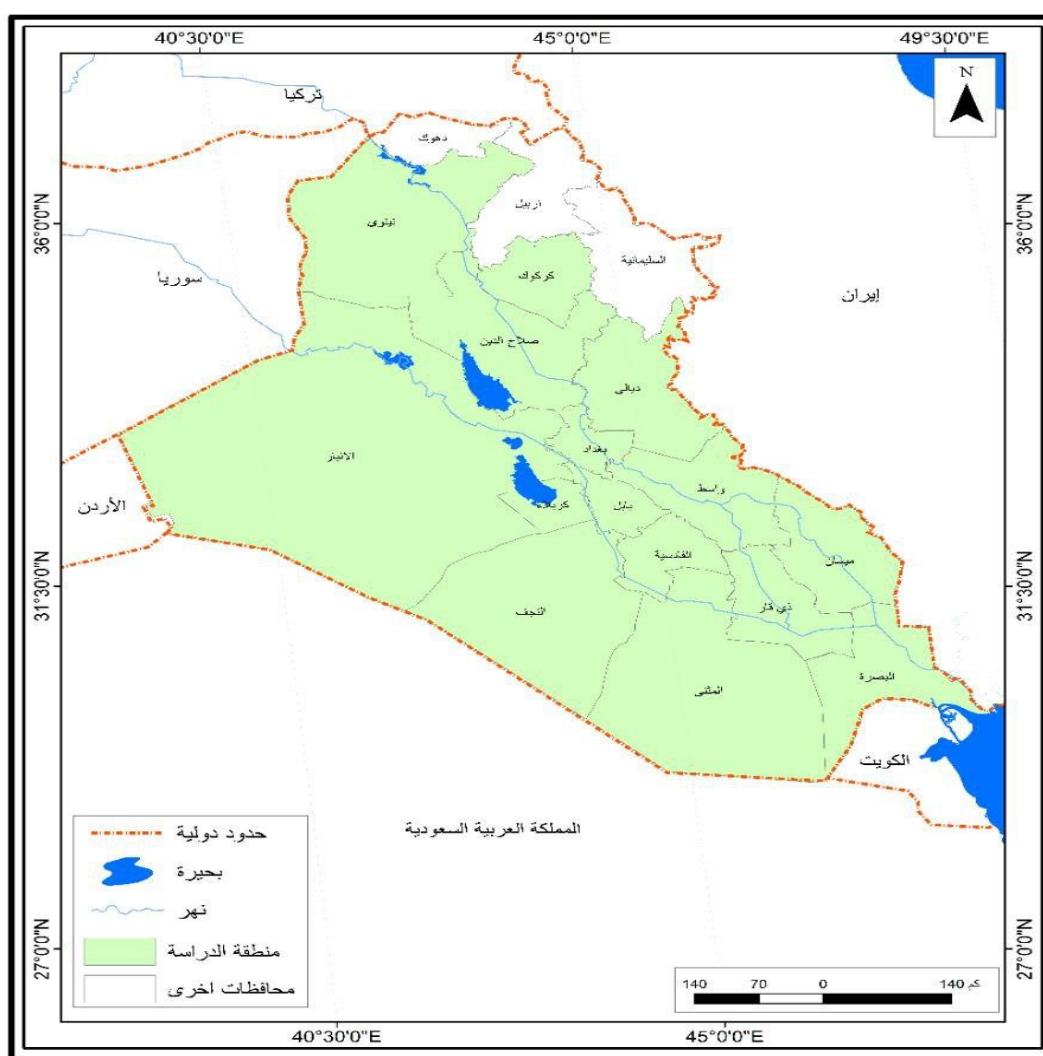 40°30'0"E 45°0'0"E 49°30'0"E
N
تركيا
دهوك
36°0'0"N
نينوى
اربيل
36°0'0"N
السليمانية
كركوك
سوريا
إيران
صلاح الدين
ديالى
بغداد
الانبار
واسط
الأردن
كربلاء
بابل
القدسية
ميسان
31°30'0"N
النجف
ذي قار
31°30'0"N
المثنى
البصرة
الكويت
المملكة العربية السعودية
حدود دولية
بحيرة
نهر
منطقة الدراسة
محافظات اخرى
27°0'0"N
27°0'0"N
140 70 0 140 كم
40°30'0"E 45°0'0"E